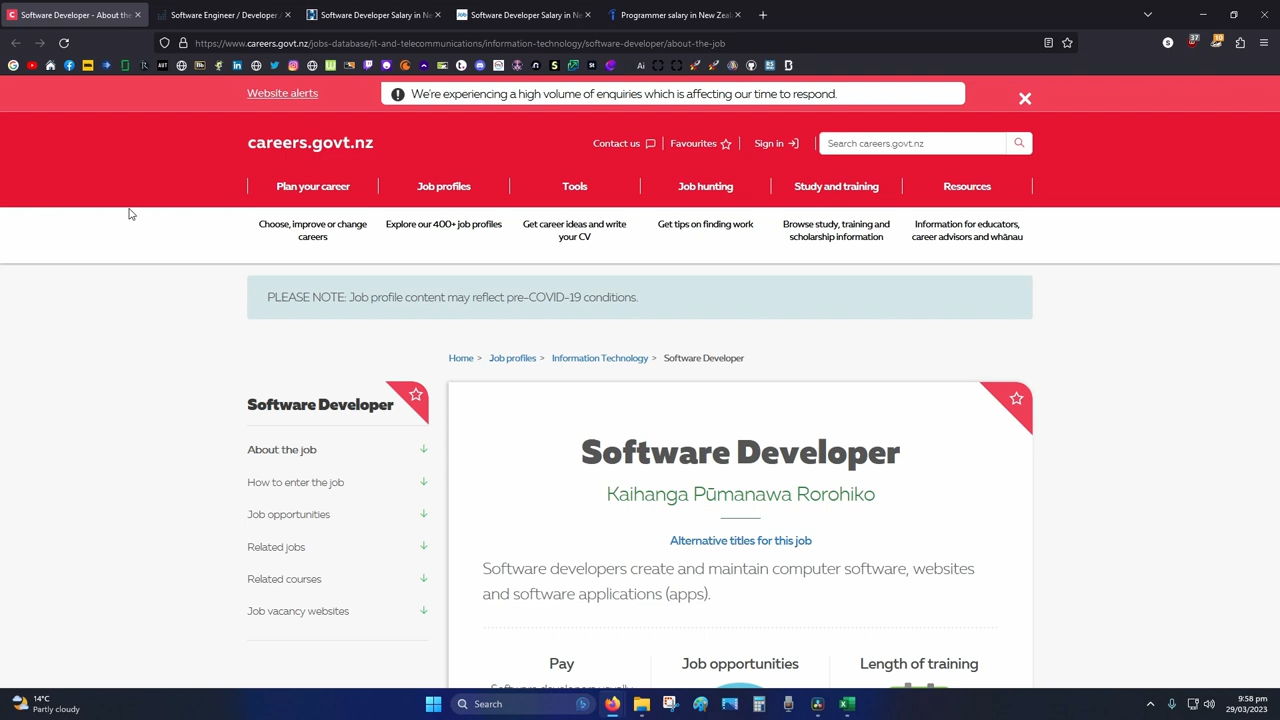 Software Developer - About the
Software Engineer / Developer /
Software Developer Salary in Ne
Software Developer Salary in Ne
Programmer salary in New Zeal
https://www.careers.govt.nz/jobs-database/it-and-telecommunications/information-technology/software-developer/about-the-job
Website alerts
We're experiencing a high volume of enquiries which is affecting our time to respond.
careers.govt.nz
Contact us
Favourites
Sign in
Search careers.govt.nz
Plan your career
Job profiles
Tools
Job hunting
Study and training
Resources
Choose, improve or change
careers
Explore our 400+ job profiles
Get career ideas and write
your CV
Get tips on finding work
Browse study, training and
scholarship information
Information for educators,
career advisors and whānau
PLEASE NOTE: Job profile content may reflect pre-COVID-19 conditions.
Home > Job profiles > Information Technology > Software Developer
Software Developer
About the job
How to enter the job
Job opportunities
Related jobs
Related courses
Job vacancy websites
Software Developer
Kaihanga Pūmanawa Rorohiko
Alternative titles for this job
Software developers create and maintain computer software, websites
and software applications (apps).
Pay
Job opportunities
Length of training
Software developers usually
14°C
Partly cloudy
Search
9:58 pm
29/03/2023